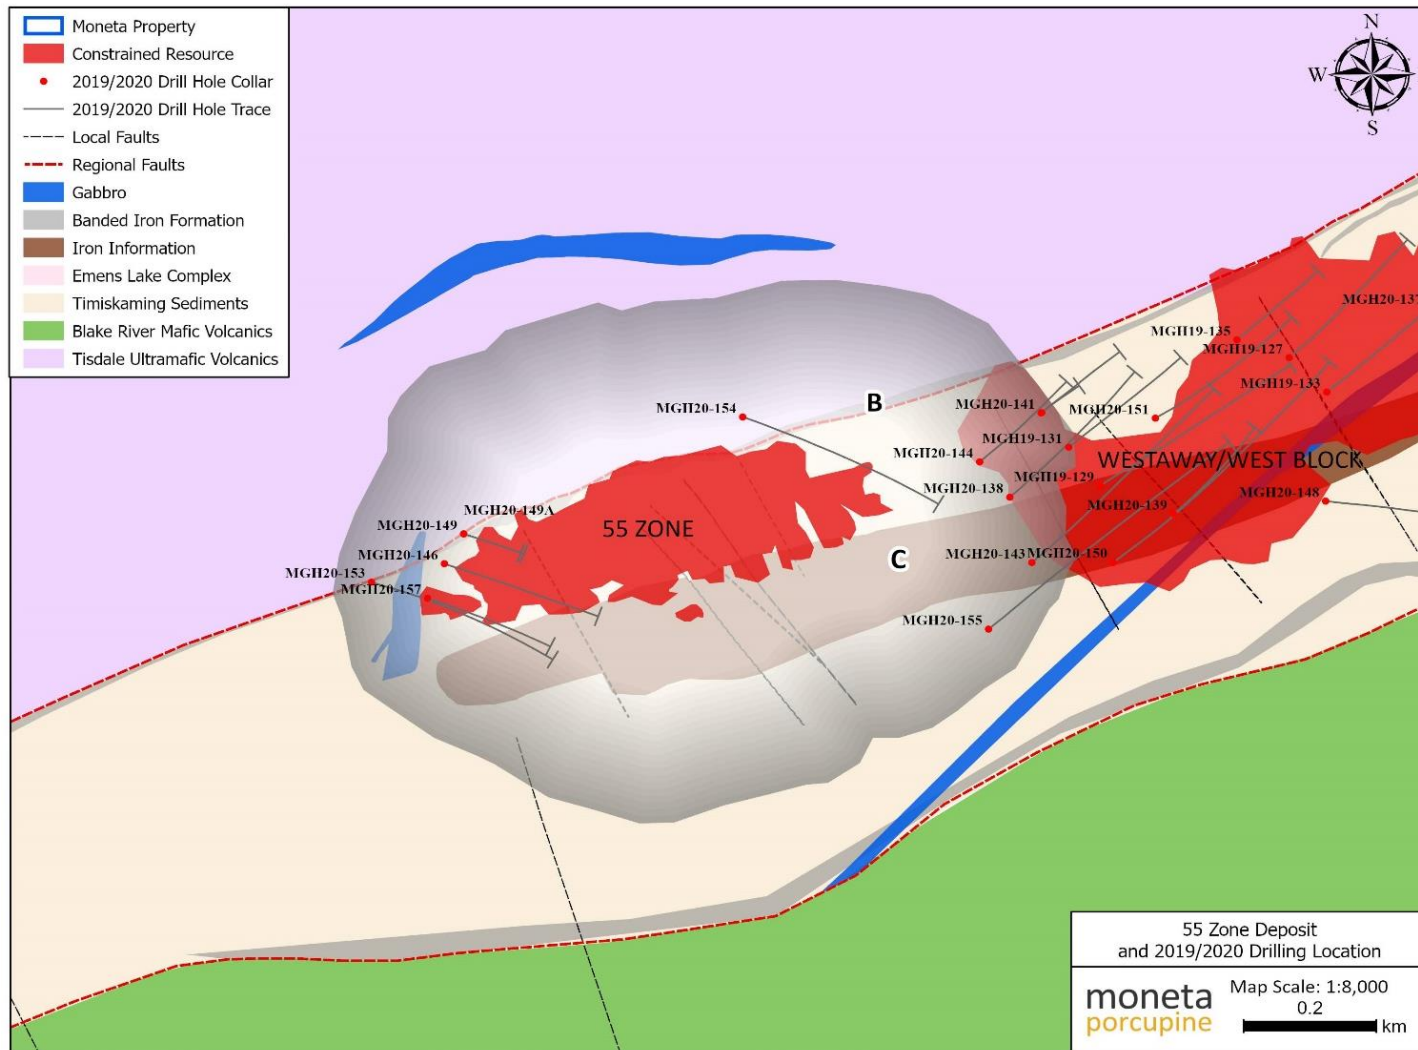 Moneta Property
Constrained Resource
2019/2020 Drill Hole Collar
2019/2020 Drill Hole Trace
Local Faults
Regional Faults
Gabbro
Banded Iron Formation
Iron Information
Emens Lake Complex
Timiskaming Sediments
Blake River Mafic Volcanics
Tisdale Ultramafic Volcanics
N
W
E
S
MGH20-137
MGH19-135
MGH19-127
MGH19-133
MGH20-154
B
MGH20-141
MGH20-151
MGH19-131
MGH20-144
WESTAWAY/WEST BLOCK
MGH19-129
MGH20-138
MGH20-148
MGH20-139
MGH20-149A
MGH20-149
55 ZONE
MGH20-146
C
MGH20-143
MGH20-150
MGH20-153
MGH20-157
MGH20-155
55 Zone Deposit
and 2019/2020 Drilling Location
moneta
porcupine
Map Scale: 1:8,000
0.2
km